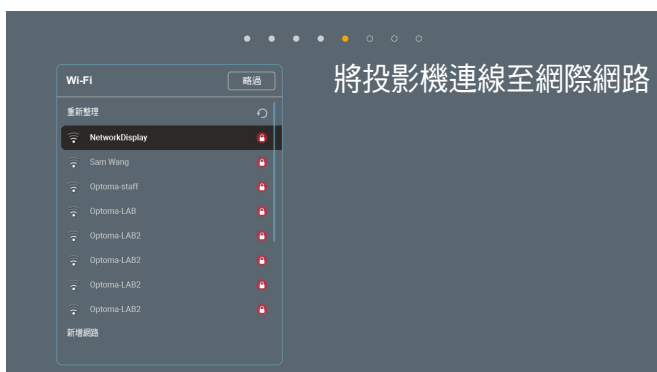 Wi-Fi
略過
將投影機連線至網際網路
重新整理
NetworkDisplay
Sam Wang
Optoma-staff
Optoma-LAB
Optoma-LAB2
Optoma-LAB2
Optoma-LAB2
Optoma-LAB2
新增網路